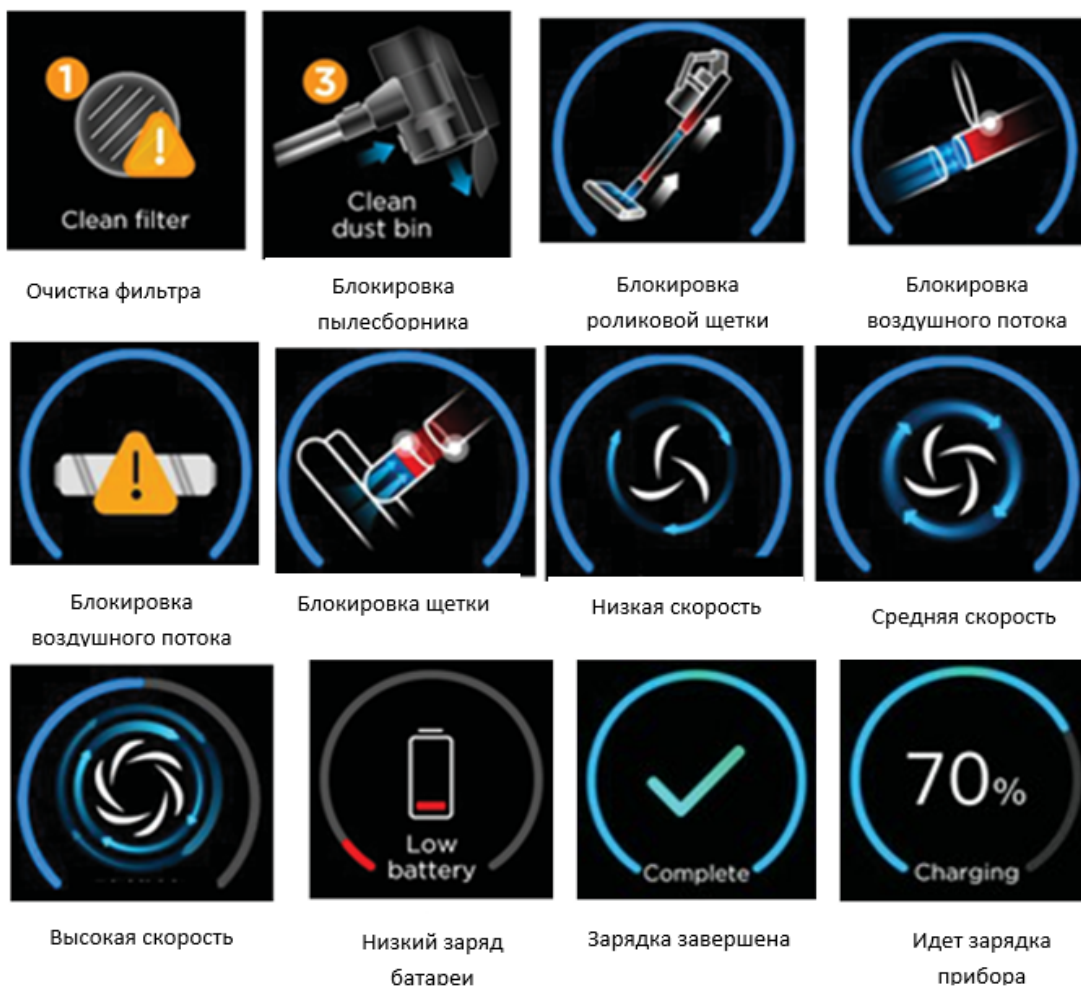 1
Clean filter
3
Clean
dust bin
Очистка фильтра
Блокировка
пылесборника
Блокировка
роликовой щетки
Блокировка
воздушного потока
Блокировка
воздушного потока
Блокировка щетки
Низкая скорость
Средняя скорость
Low
battery
Complete
70%
Charging
Высокая скорость
Низкий заряд
батареи
Зарядка завершена
Идет зарядка
прибора